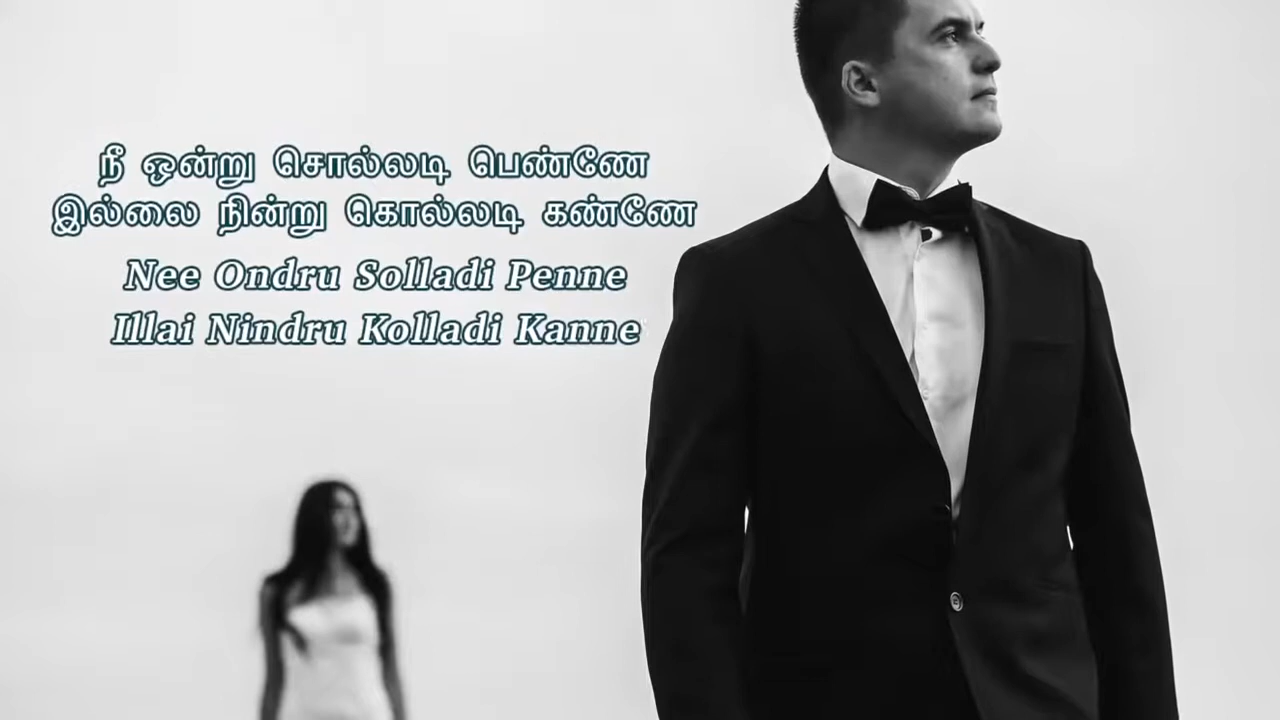 நீ ஒன்று சொல்லடி பெண்ணே
இல்லை நின்று கொல்லடி கண்ணே
Nee Ondru Solladi Penne
Illai Nindru Kolladi Kanne